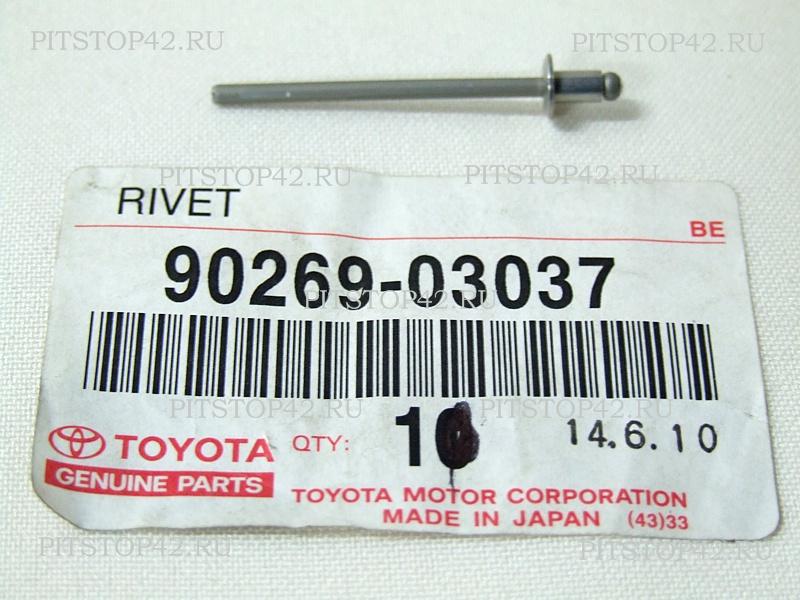 PITSTOP42.RU PITSTOP42.RU
PITSTOP42.RU PITSTOP42.RU
RIVET
BE
90269-03037
PITSTOP42.RU
PITSTOP42.RU PITSTOP42.RU
TOYOTA QTY: 10 14.6.10
GENUINE PARTS
TOYOTA MOTOR CORPORATION
MADE IN JAPAN (43)33
PITSTOP42.RU PITSTOP42.RU